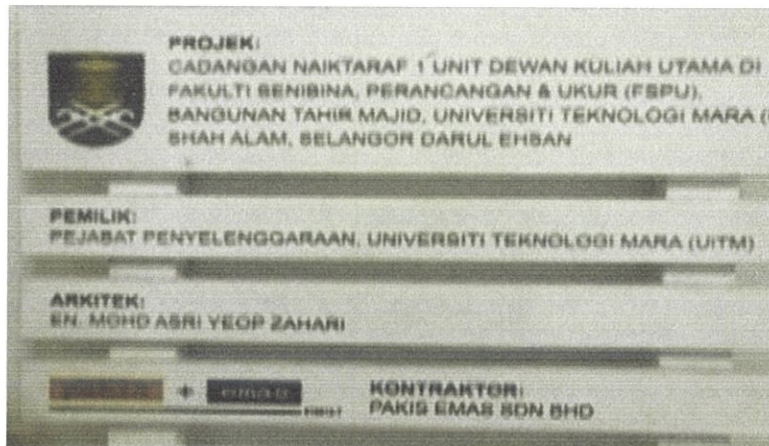 PROJEK:
CADANGAN NAIKTARAF 1 UNIT DEWAN KULIAH UTAMA DI
FAKULTI SENIBINA, PERANCANGAN & UKUR (FSPU),
BANGUNAN TAHIR MAJID, UNIVERSITI TEKNOLOGI MARA (
SHAH ALAM, SELANGOR DARUL EHSAN
PEMILIK:
PEJABAT PENYELENGGARAAN, UNIVERSITI TEKNOLOGI MARA (UiTM)
ARKITEK:
EN. MOHD ASRI YEOP ZAHARI
+ emas
KONTRAKTOR:
PAKIS EMAS SDN BHD